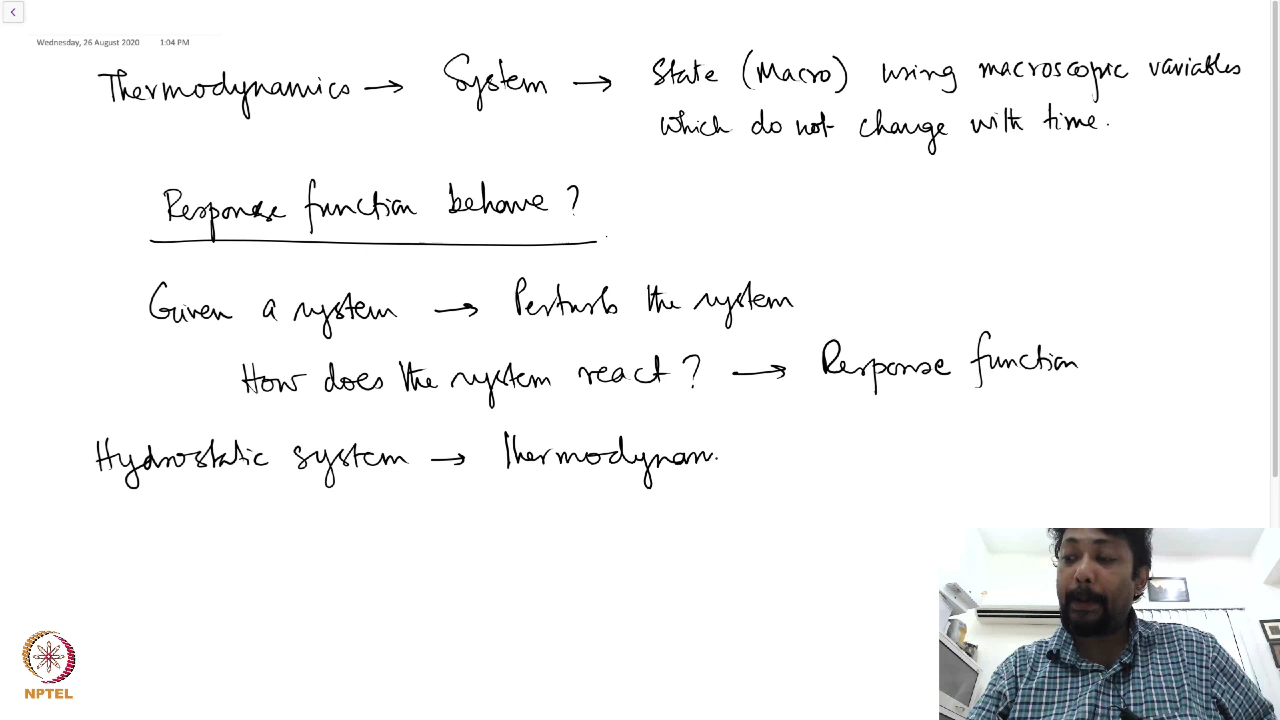 Wednesday, 26 August 2020 1:04 PM
Thermodynamics → System → State (Macro) using macroscopic variables
which do not change with time.
Response function behave ?
Given a system → Perturb the system
How does the system react ? → Response function
Hydrostatic system → Thermodynam.
NPTEL